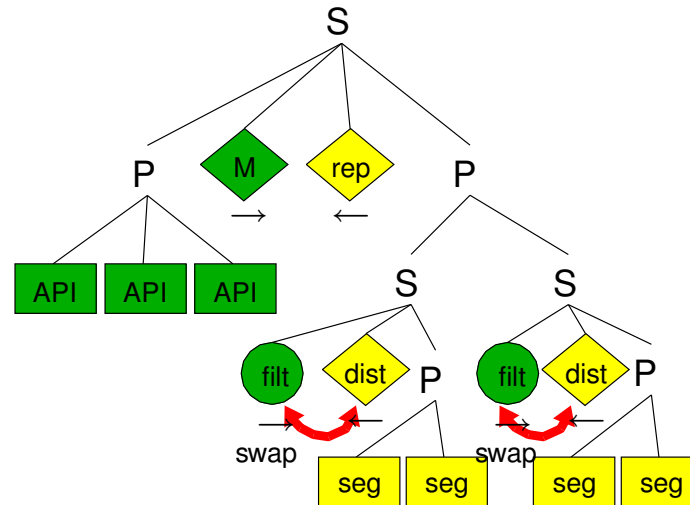 S
P M rep P
API API API
S S
filt dist P filt dist P
swap swap
seg seg seg seg